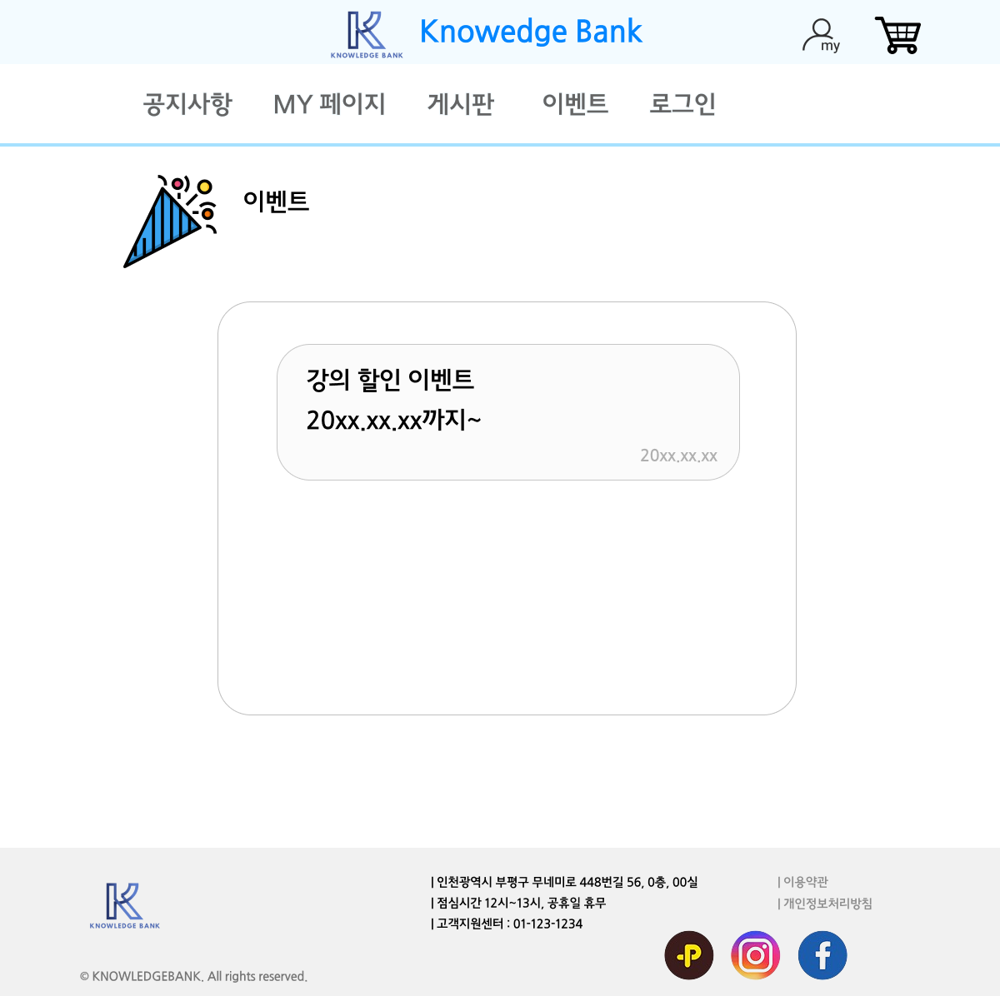 KNOWLEDGE BANK
Knowedge Bank
my
공지사항 MY 페이지 게시판 이벤트 로그인
이벤트
강의 할인 이벤트
20xx.xx.xx까지~
20xx.xx.xx
KNOWLEDGE BANK
© KNOWLEDGEBANK. All rights reserved.
| 인천광역시 부평구 무네미로 448번길 56, 0층, 00실
| 점심시간 12시~13시, 공휴일 휴무
| 고객지원센터 : 01-123-1234
| 이용약관
| 개인정보처리방침